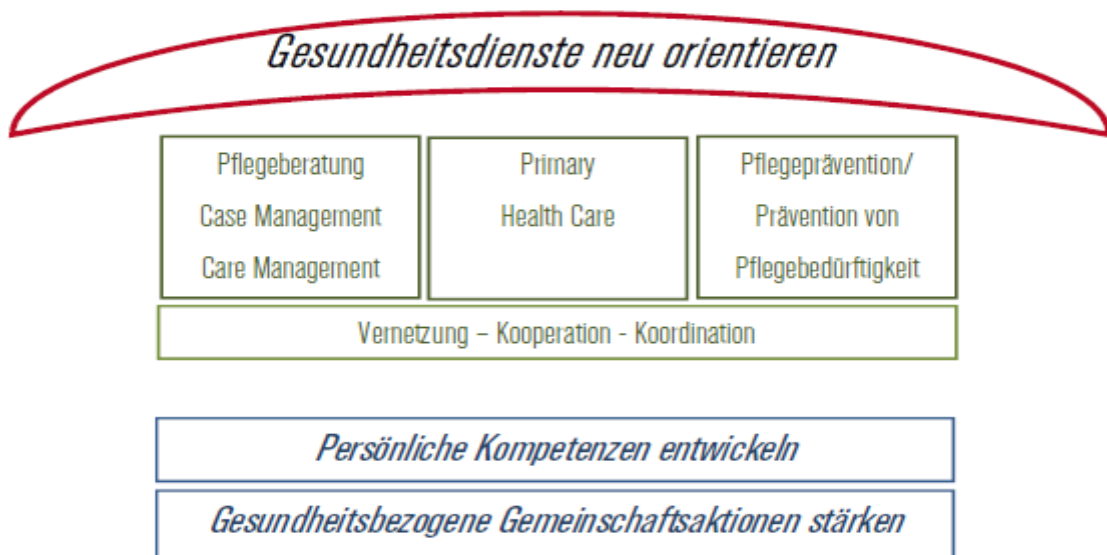 Gesundheitsdienste neu orientieren
Pflegeberatung
Case Management
Care Management
Primary
Health Care
Pflegeprävention/
Prävention von
Pflegebedürftigkeit
Vernetzung – Kooperation - Koordination
Persönliche Kompetenzen entwickeln
Gesundheitsbezogene Gemeinschaftsaktionen stärken